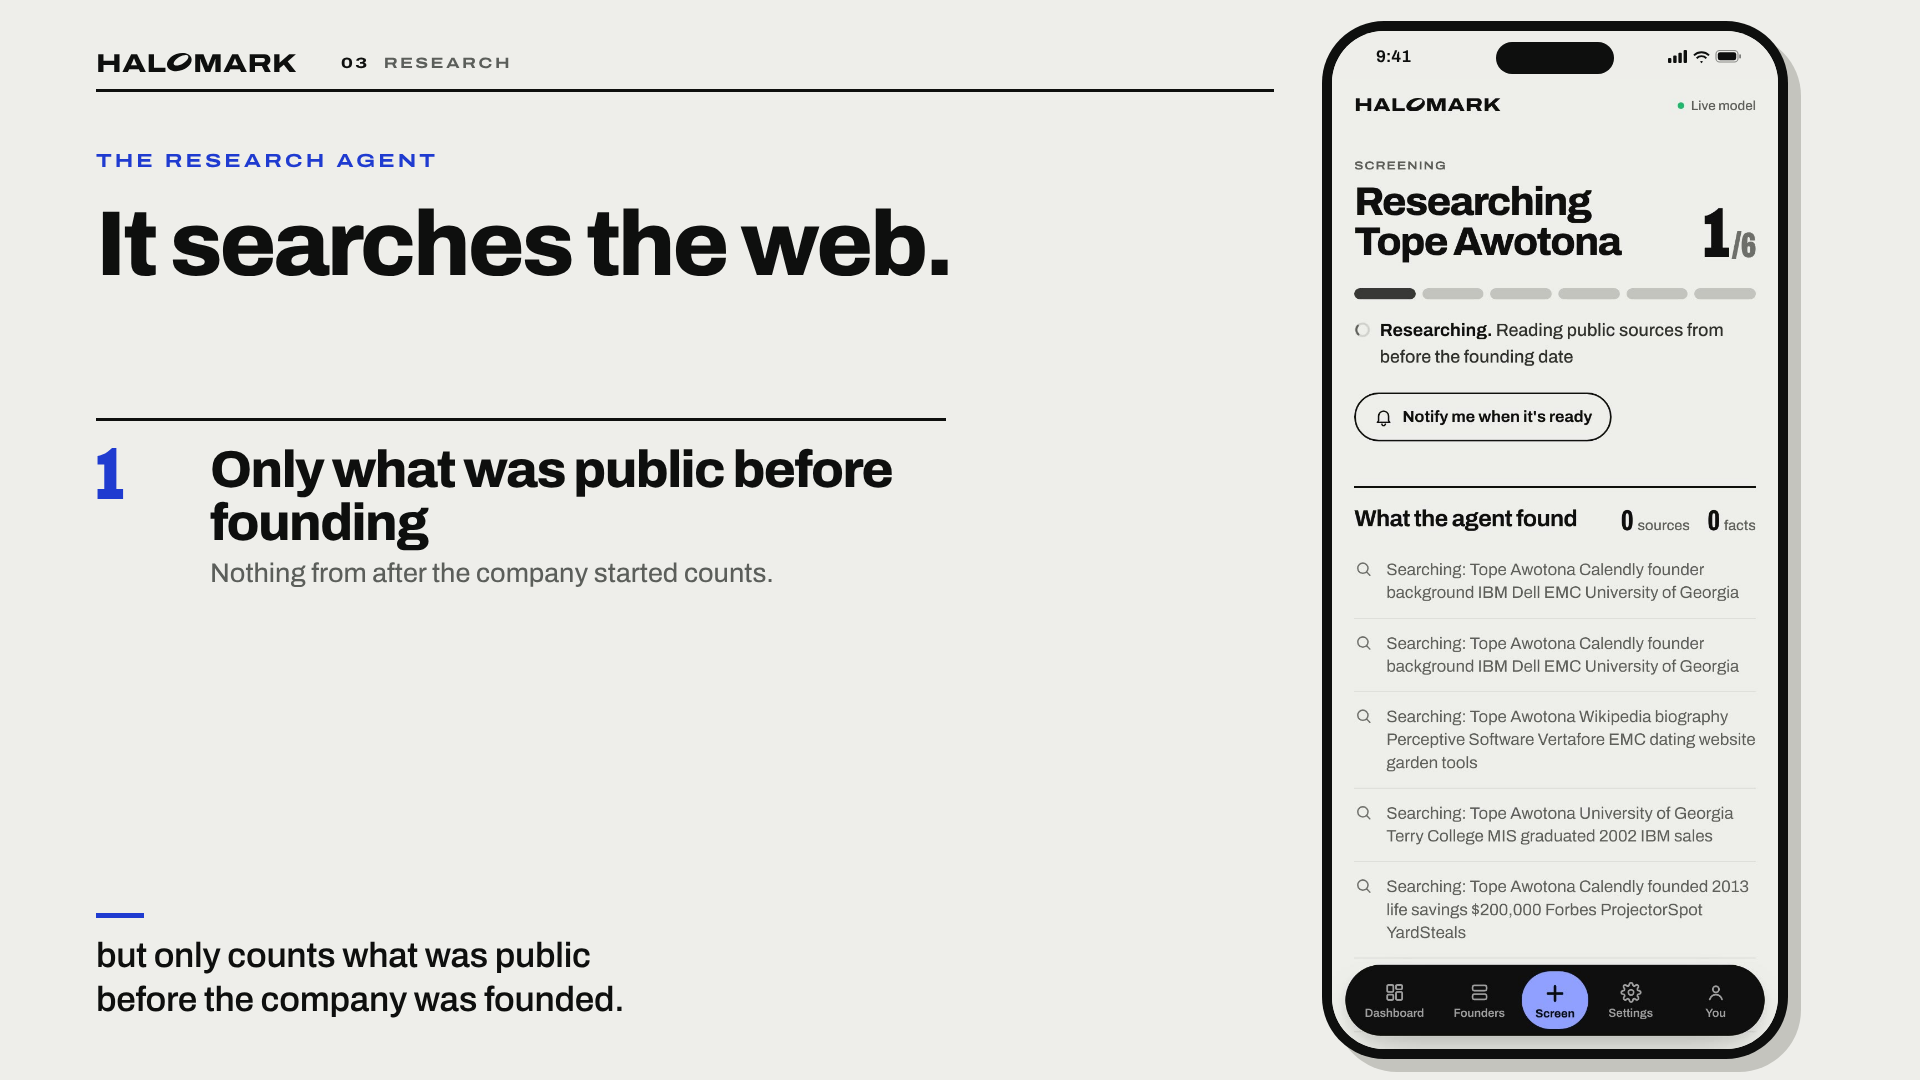 HALOMARK 03 RESEARCH
THE RESEARCH AGENT
It searches the web.
1
Only what was public before
founding
Nothing from after the company started counts.
but only counts what was public
before the company was founded.
9:41
HALOMARK
Live model
SCREENING
Researching
Tope Awotona
1/6
Researching. Reading public sources from
before the founding date
Notify me when it's ready
What the agent found 0 sources 0 facts
Searching: Tope Awotona Calendly founder
background IBM Dell EMC University of Georgia
Searching: Tope Awotona Calendly founder
background IBM Dell EMC University of Georgia
Searching: Tope Awotona Wikipedia biography
Perceptive Software Vertafore EMC dating website
garden tools
Searching: Tope Awotona University of Georgia
Terry College MIS graduated 2002 IBM sales
Searching: Tope Awotona Calendly founded 2013
life savings $200,000 Forbes ProjectorSpot
YardSteals
Dashboard Founders Screen Settings You